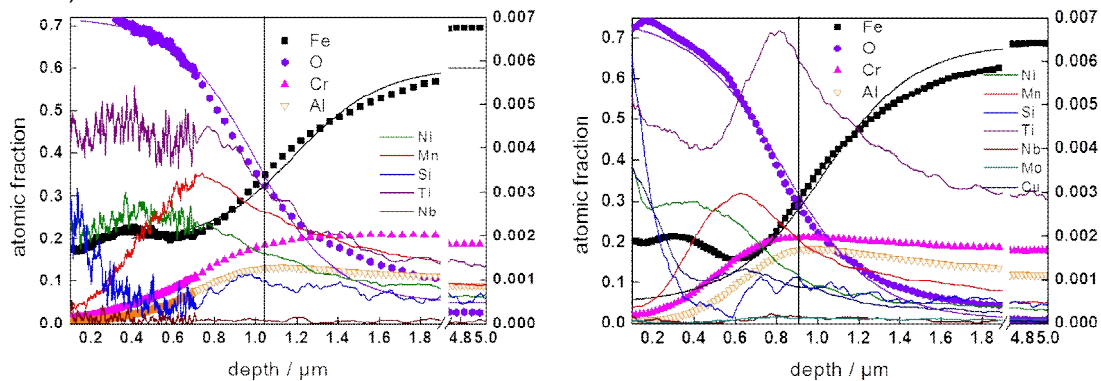 0.7
0.6
0.5
0.4
0.3
0.2
0.1
0.0
atomic fraction
Fe
O
Cr
Al
Ni
Mn
Si
Ti
Nb
0.007
0.006
0.005
0.004
0.003
0.002
0.001
0.000
0.2 0.4 0.6 0.8 1.0 1.2 1.4 1.6 1.8 4.8 5.0
depth / µm
0.7
0.6
0.5
0.4
0.3
0.2
0.1
0.0
atomic fraction
Fe
O
Cr
Al
Ni
Mn
Si
Ti
Nb
Mo
Cu
0.007
0.006
0.005
0.004
0.003
0.002
0.001
0.000
0.2 0.4 0.6 0.8 1.0 1.2 1.4 1.6 1.8 4.8 5.0
depth / µm